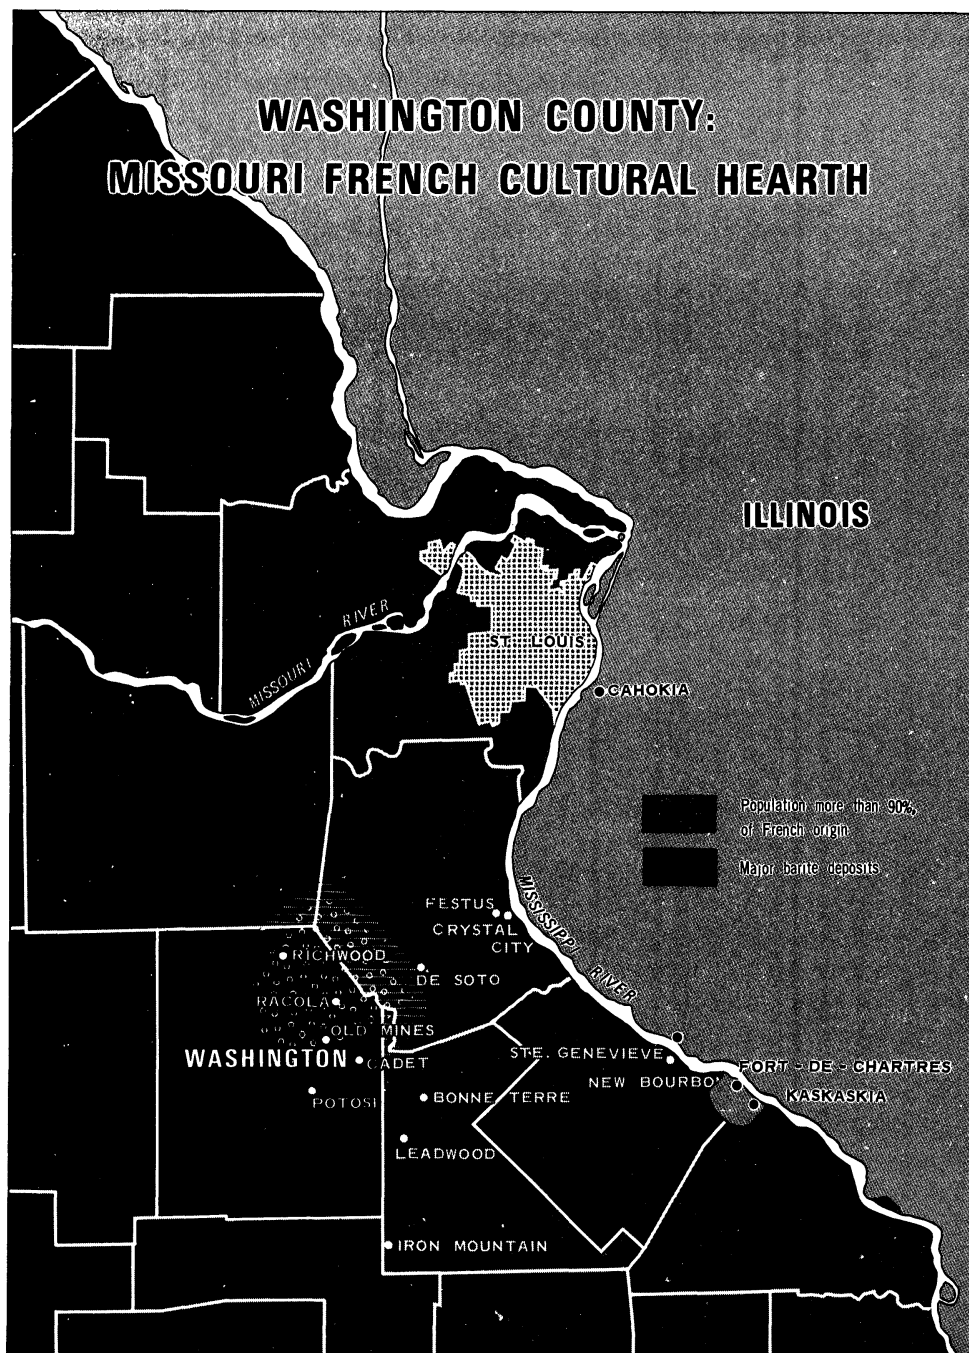 WASHINGTON COUNTY:
MISSOURI FRENCH CULTURAL HEARTH
ILLINOIS
MISSOURI RIVER
ST. LOUIS
CAHOKIA
Population more than 90%,
of French origin
Major barite deposits
MISSISSIPPI RIVER
FESTUS
CRYSTAL
CITY
RICHWOOD
DE SOTO
RACOLA
OLD MINES
WASHINGTON
CADET
STE. GENEVIEVE
FORT - DE - CHARTRES
NEW BOURBO
KASKASKIA
POTOSI
BONNE TERRE
LEADWOOD
IRON MOUNTAIN